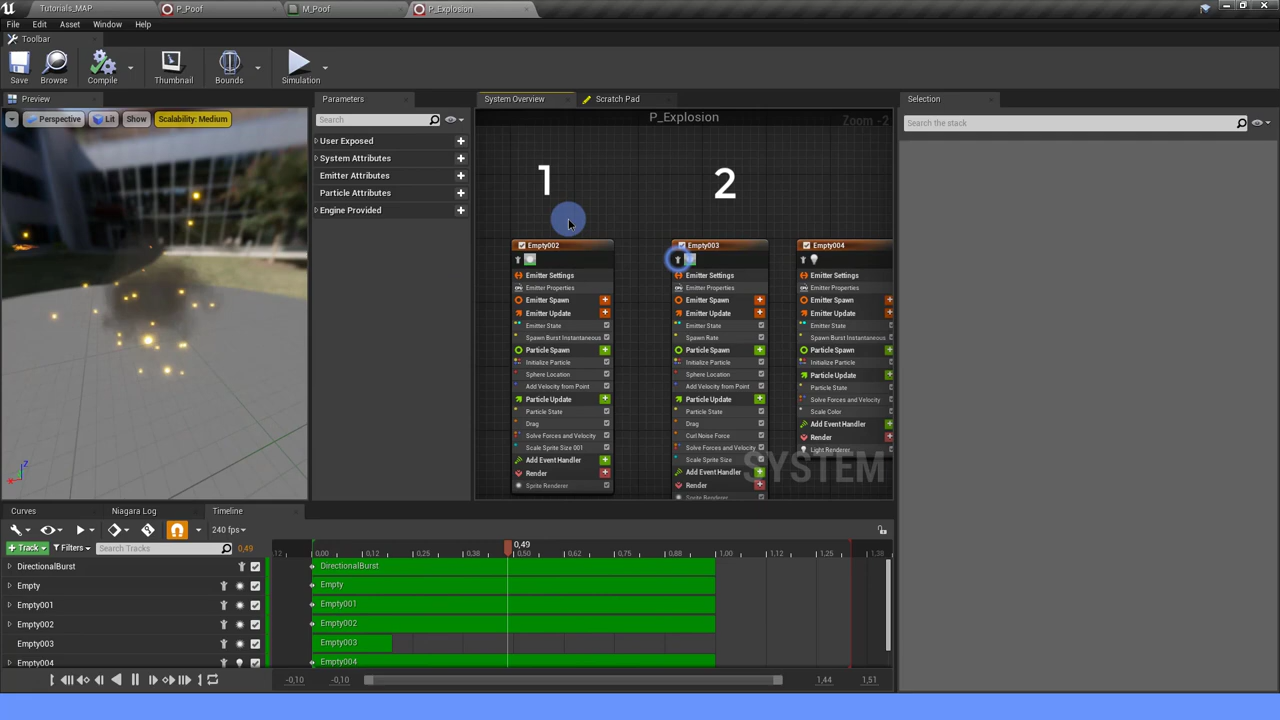 Tutorials_MAP
P_Poof
M_Poof
P_Explosion
File Edit Asset Window Help
Toolbar
Save Browse Compile Thumbnail Bounds Simulation
Preview
Parameters
System Overview
Scratch Pad
Selection
Perspective Lit Show Scalability: Medium
Search
P_Explosion
Zoom -2
Search the stack
User Exposed
System Attributes
Emitter Attributes
Particle Attributes
Engine Provided
1
2
Empty002
Emitter Settings
Emitter Properties
Emitter Spawn
Emitter Update
Emitter State
Spawn Burst Instantaneous
Particle Spawn
Initialize Particle
Sphere Location
Add Velocity from Point
Particle Update
Particle State
Drag
Solve Forces and Velocity
Scale Sprite Size 001
Add Event Handler
Render
Sprite Renderer
Empty003
Emitter Settings
Emitter Properties
Emitter Spawn
Emitter Update
Emitter State
Spawn Rate
Particle Spawn
Initialize Particle
Sphere Location
Add Velocity from Point
Particle Update
Particle State
Drag
Curl Noise Force
Solve Forces and Velocity
Scale Sprite Size
Add Event Handler
Render
Sprite Renderer
Empty004
Emitter Settings
Emitter Properties
Emitter Spawn
Emitter Update
Emitter State
Spawn Burst Instantaneous
Particle Spawn
Initialize Particle
Particle Update
Particle State
Solve Forces and Velocity
Scale Color
Add Event Handler
Render
Light Renderer
SYSTEM
Z
Curves
Niagara Log
Timeline
240 fps
Track Filters Search Tracks 0,49
0,49
-,12 0,00 0,12 0,25 0,38 0,50 0,62 0,75 0,88 1,00 1,12 1,25 1,38
DirectionalBurst DirectionalBurst
Empty Empty
Empty001 Empty001
Empty002 Empty002
Empty003 Empty003
Empty004 Empty004
-0,10 -0,10 1,44 1,51